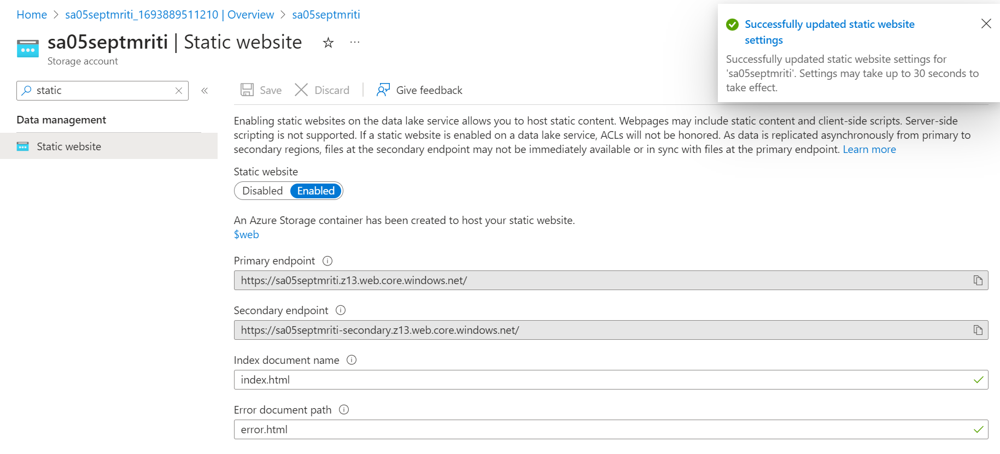 Home > sa05septmriti_1693889511210 | Overview > sa05septmriti
sa05septmriti | Static website
Storage account
Successfully updated static website
settings
Successfully updated static website settings for
'sa05septmriti'. Settings may take up to 30 seconds to
take effect.
static
Save Discard Give feedback
Data management
Static website
Enabling static websites on the data lake service allows you to host static content. Webpages may include static content and client-side scripts. Server-side
scripting is not supported. If a static website is enabled on a data lake service, ACLs will not be honored. As data is replicated asynchronously from primary to
secondary regions, files at the secondary endpoint may not be immediately available or in sync with files at the primary endpoint. Learn more
Static website
Disabled Enabled
An Azure Storage container has been created to host your static website.
$web
Primary endpoint
https://sa05septmriti.z13.web.core.windows.net/
Secondary endpoint
https://sa05septmriti-secondary.z13.web.core.windows.net/
Index document name
index.html
Error document path
error.html